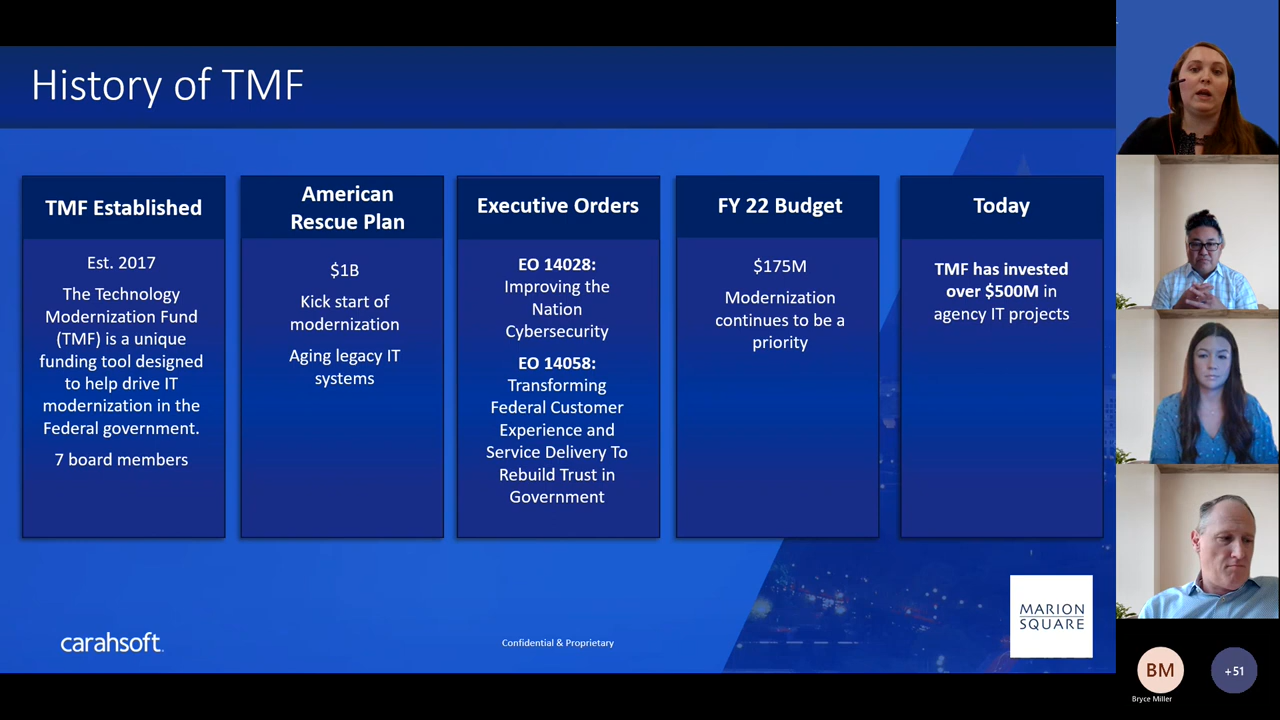 History of TMF
TMF Established
Est. 2017
The Technology
Modernization Fund
(TMF) is a unique
funding tool designed
to help drive IT
modernization in the
Federal government.
7 board members
American
Rescue Plan
$1B
Kick start of
modernization
Aging legacy IT
systems
Executive Orders
EO 14028:
Improving the
Nation
Cybersecurity
EO 14058:
Transforming
Federal Customer
Experience and
Service Delivery To
Rebuild Trust in
Government
FY 22 Budget
$175M
Modernization
continues to be a
priority
Today
TMF has invested
over $500M in
agency IT projects
carahsoft.
Confidential & Proprietary
MARION
SQUARE
BM
Bryce Miller
+51